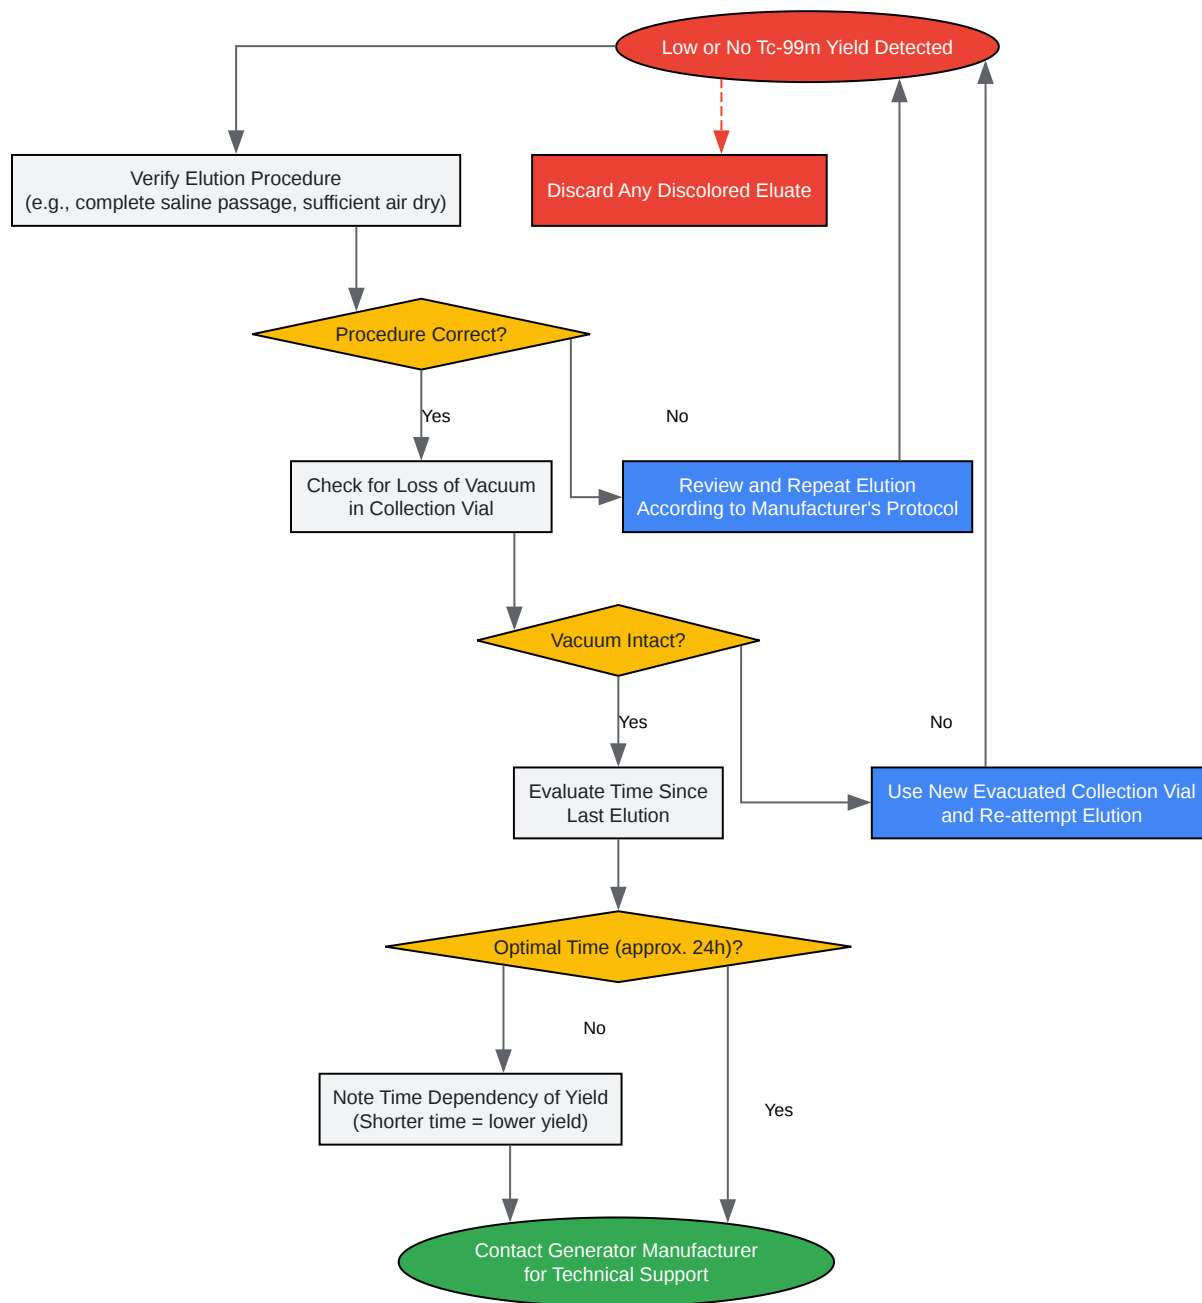 Low or No Tc-99m Yield Detected
Verify Elution Procedure
(e.g., complete saline passage, sufficient air dry)
Discard Any Discolored Eluate
Procedure Correct?
Yes
No
Check for Loss of Vacuum
in Collection Vial
Review and Repeat Elution
According to Manufacturer's Protocol
Vacuum Intact?
Yes
No
Evaluate Time Since
Last Elution
Use New Evacuated Collection Vial
and Re-attempt Elution
Optimal Time (approx. 24h)?
No
Note Time Dependency of Yield
(Shorter time = lower yield)
Yes
Contact Generator Manufacturer
for Technical Support